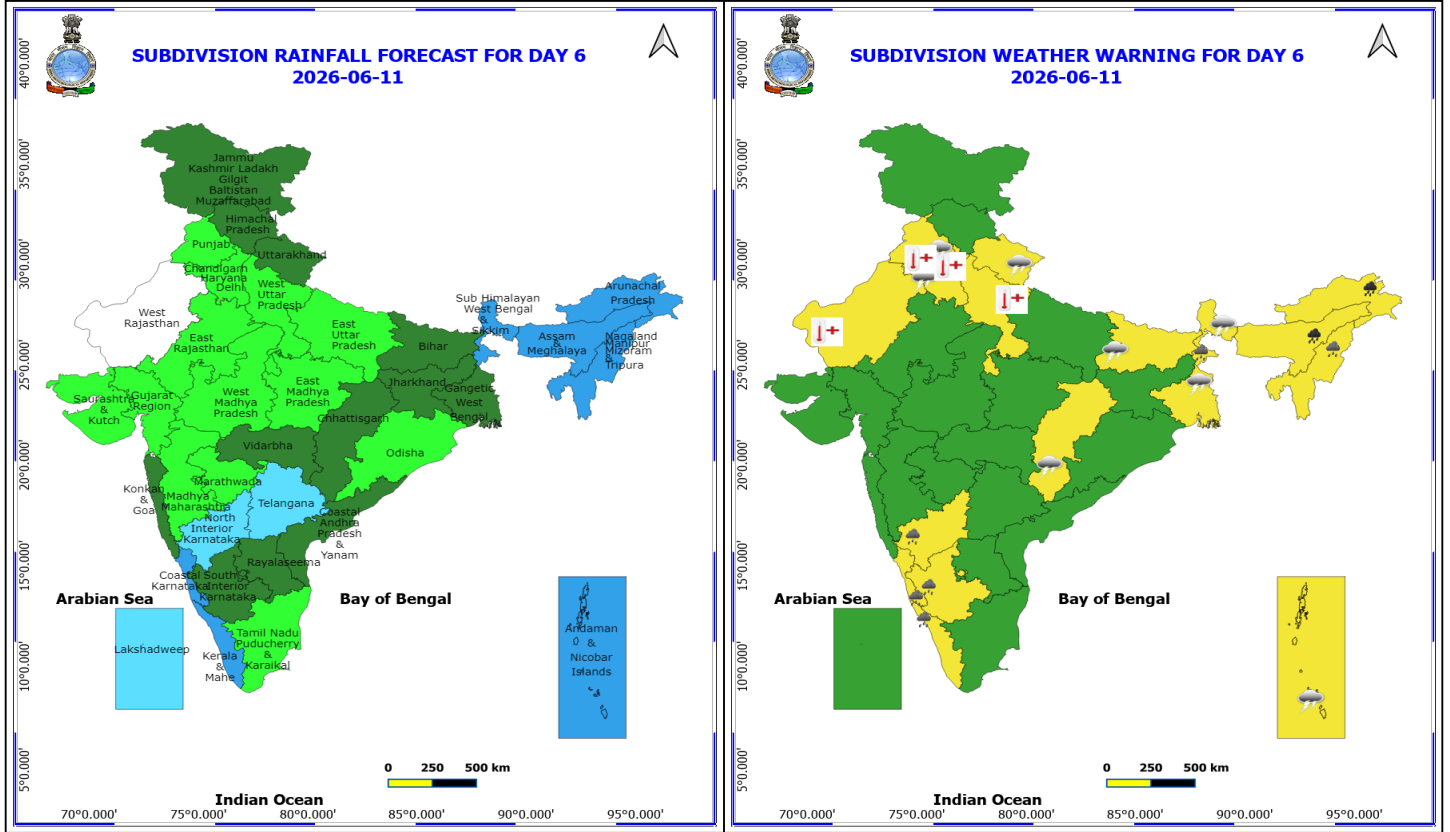 SUBDIVISION RAINFALL FORECAST FOR DAY 6
2026-06-11
40°0.000'
35°0.000'
30°0.000'
25°0.000'
20°0.000'
15°0.000'
10°0.000'
5°0.000'
Jammu
Kashmir Ladakh
Gilgit
Baltistan
Muzaffarabad
Himachal
Pradesh
Punjab
Uttarakhand
Chandigarh
Haryana
Delhi
West
Uttar
Pradesh
West
Rajasthan
East
Rajasthan
East
Uttar
Pradesh
Sub Himalayan
West Bengal
&
Sikkim
Arunachal
Pradesh
Assam
&
Meghalaya
Nagaland
Manipur
Mizoram
&
Tripura
Bihar
Jharkhand
Gangetic
West
Bengal
Saurashtra
&
Kutch
Gujarat
Region
West
Madhya
Pradesh
East
Madhya
Pradesh
Chhattisgarh
Vidarbha
Odisha
Konkan
&
Goa
Madhya
Maharashtra
Marathwada
Telangana
North
Interior
Karnataka
Coastal
Andhra
Pradesh
&
Yanam
Rayalaseema
Coastal
Karnataka
South
Interior
Karnataka
Arabian Sea
Bay of Bengal
Lakshadweep
Kerala
&
Mahe
Tamil Nadu
Puducherry
&
Karaikal
Andaman
&
Nicobar
Islands
0 250 500 km
Indian Ocean
70°0.000' 75°0.000' 80°0.000' 85°0.000' 90°0.000' 95°0.000'
SUBDIVISION WEATHER WARNING FOR DAY 6
2026-06-11
40°0.000'
35°0.000'
30°0.000'
25°0.000'
20°0.000'
15°0.000'
10°0.000'
5°0.000'
Arabian Sea
Bay of Bengal
0 250 500 km
Indian Ocean
70°0.000' 75°0.000' 80°0.000' 85°0.000' 90°0.000' 95°0.000'